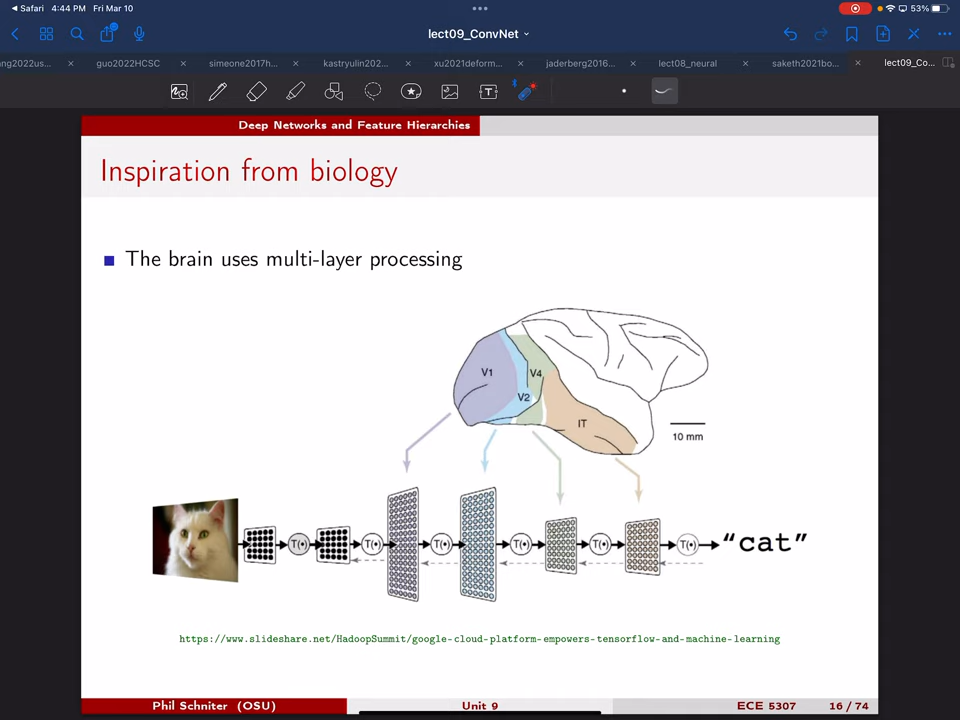 Safari 4:44 PM Fri Mar 10 53%
lect09_ConvNet
ang2022us... guo2022HCSC simeone2017h... kastryulin202... xu2021deform... jaderberg2016... lect08_neural saketh2021bo... lect09_Co...
Deep Networks and Feature Hierarchies
Inspiration from biology
The brain uses multi-layer processing
V1
V4
V2
IT
10 mm
T(•) T(•) T(•) T(•) T(•) T(•) "cat"
https://www.slideshare.net/HadoopSummit/google-cloud-platform-empowers-tensorflow-and-machine-learning
Phil Schniter (OSU) Unit 9 ECE 5307 16 / 74